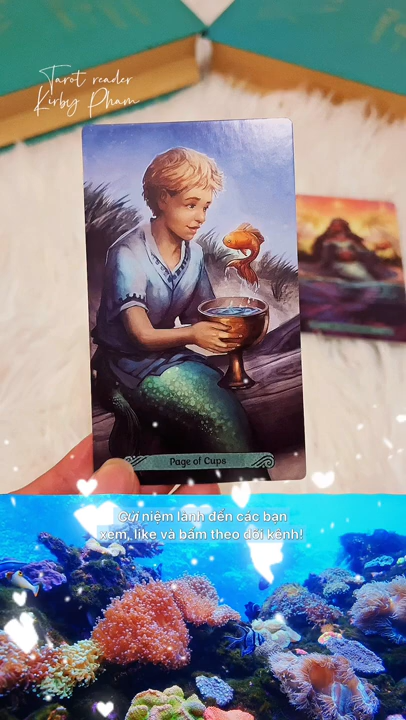 Tarot reader
Kirby Pham
Page of Cups
Gửi niệm lành đến các bạn
xem, like và bấm theo dõi kênh!